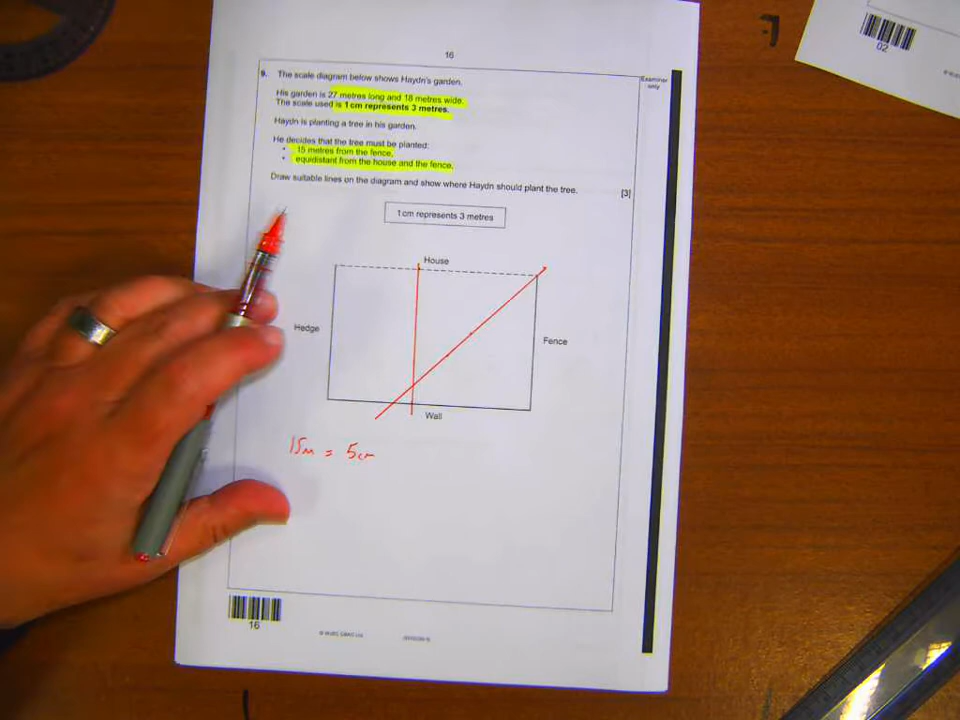 16
02
9. The scale diagram below shows Haydn's garden.
Examiner
only
His garden is 27 metres long and 18 metres wide.
The scale used is 1 cm represents 3 metres.
Haydn is planting a tree in his garden.
He decides that the tree must be planted:
• 15 metres from the fence,
• equidistant from the house and the fence.
Draw suitable lines on the diagram and show where Haydn should plant the tree. [3]
1 cm represents 3 metres
House
Hedge
Fence
Wall
15m = 5cm
16